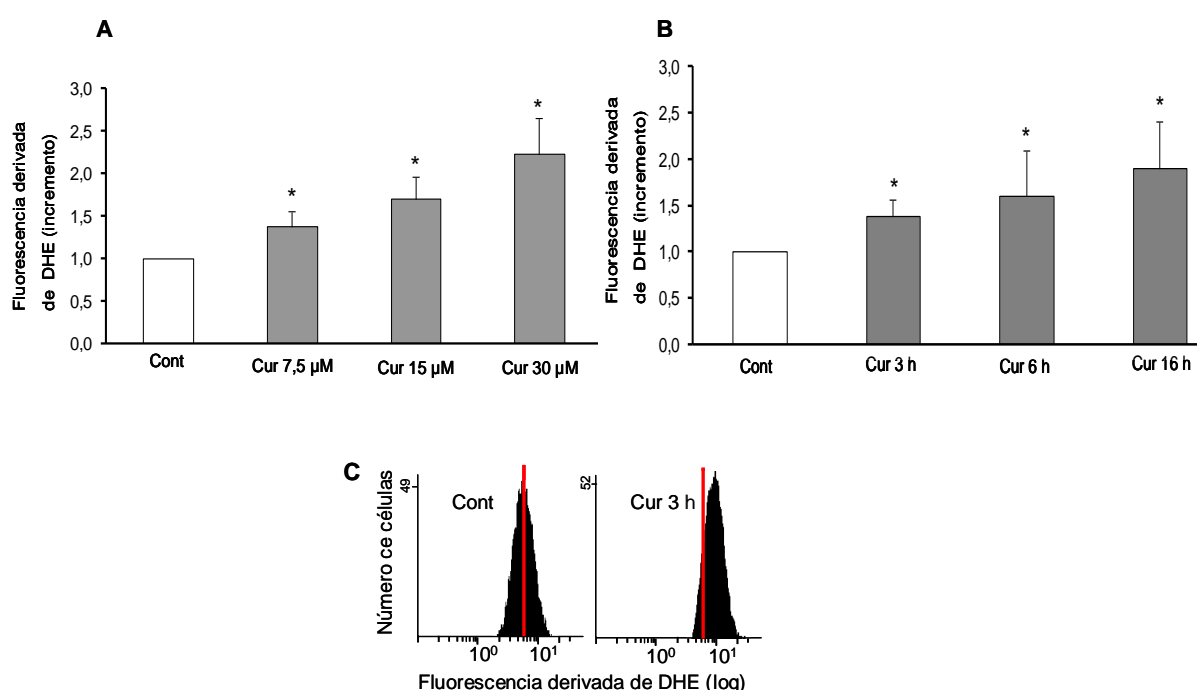 A
Fluorescencia derivada
de DHE (incremento)
3,0
2,5
2,0
1,5
1,0
0,5
0,0
*
*
*
Cont
Cur 7,5 µM
Cur 15 µM
Cur 30 µM
B
Fluorescencia derivada
de DHE (incremento)
3,0
2,5
2,0
1,5
1,0
0,5
0,0
*
*
*
Cont
Cur 3 h
Cur 6 h
Cur 16 h
C
Número ce células
49
Cont
10⁰ 10¹
52
Cur 3 h
10⁰ 10¹
Fluorescencia derivada de DHE (log)